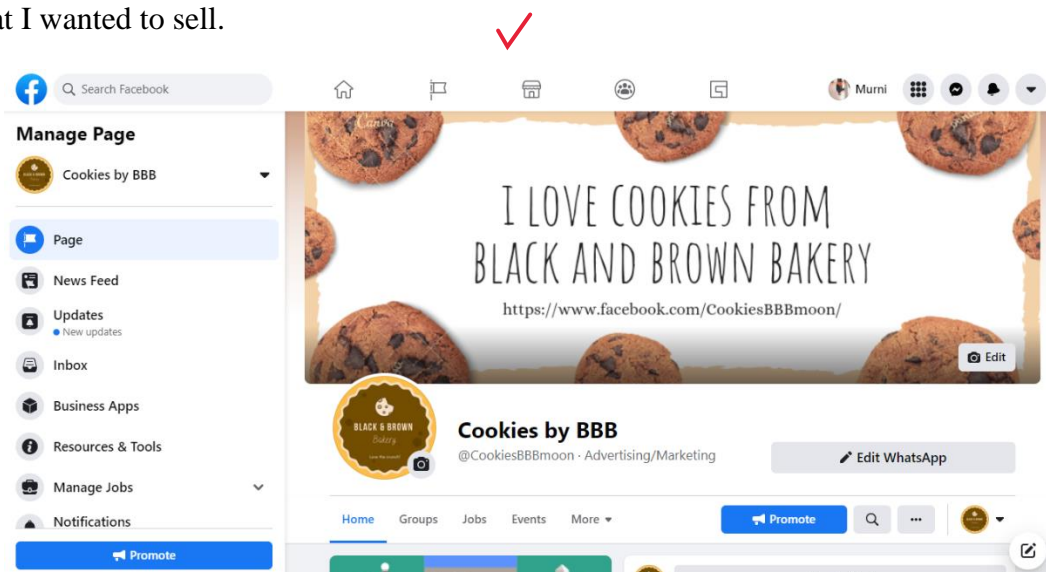 at I wanted to sell.
Search Facebook
Murni
Manage Page
Cookies by BBB
Page
News Feed
Updates
New updates
Inbox
Business Apps
Resources & Tools
Manage Jobs
Notifications
Promote
Canva
I LOVE COOKIES FROM
BLACK AND BROWN BAKERY
https://www.facebook.com/CookiesBBBmoon/
Edit
BLACK & BROWN
Bakery
Cookies by BBB
@CookiesBBBmoon · Advertising/Marketing
Edit WhatsApp
Home Groups Jobs Events More
Promote